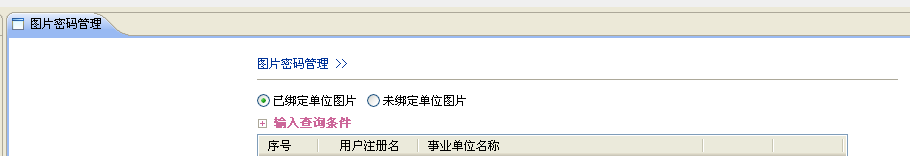 图片密码管理
图片密码管理 >>
已绑定单位图片 未绑定单位图片
输入查询条件
序号 用户注册名 事业单位名称